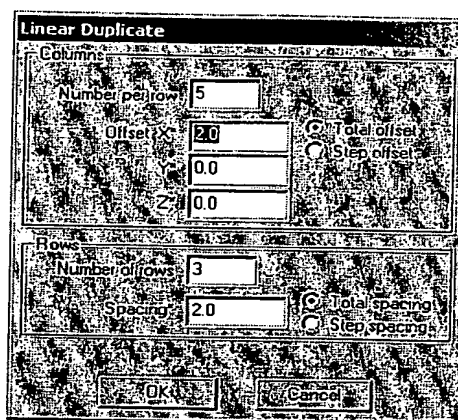 Linear Duplicate
Columns
Number per row 5
Offset X 2.0 Total offset
Step offset
Y 0.0
Z 0.0
Rows
Number of rows 3
Spacing 2.0 Total spacing
Step spacing
OK Cancel